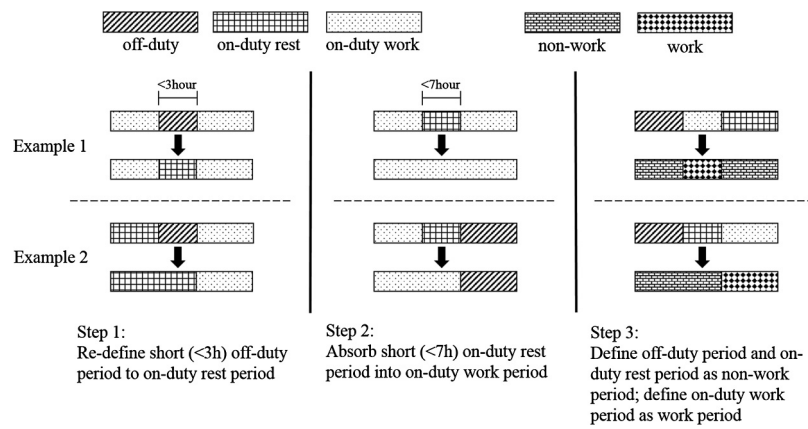 off-duty
on-duty rest
on-duty work
non-work
work
<3hour
<7hour
Example 1
Example 2
Step 1:
Re-define short (<3h) off-duty
period to on-duty rest period
Step 2:
Absorb short (<7h) on-duty rest
period into on-duty work period
Step 3:
Define off-duty period and on-
duty rest period as non-work
period; define on-duty work
period as work period